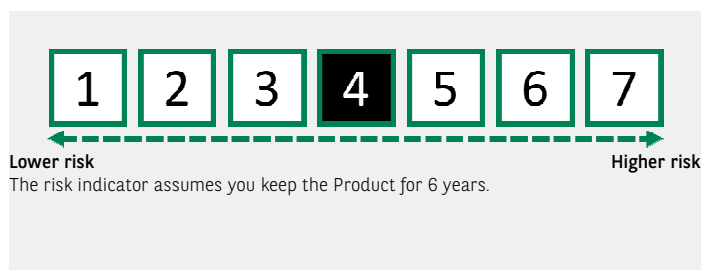 1 2 3 4 5 6 7
Lower risk Higher risk
The risk indicator assumes you keep the Product for 6 years.